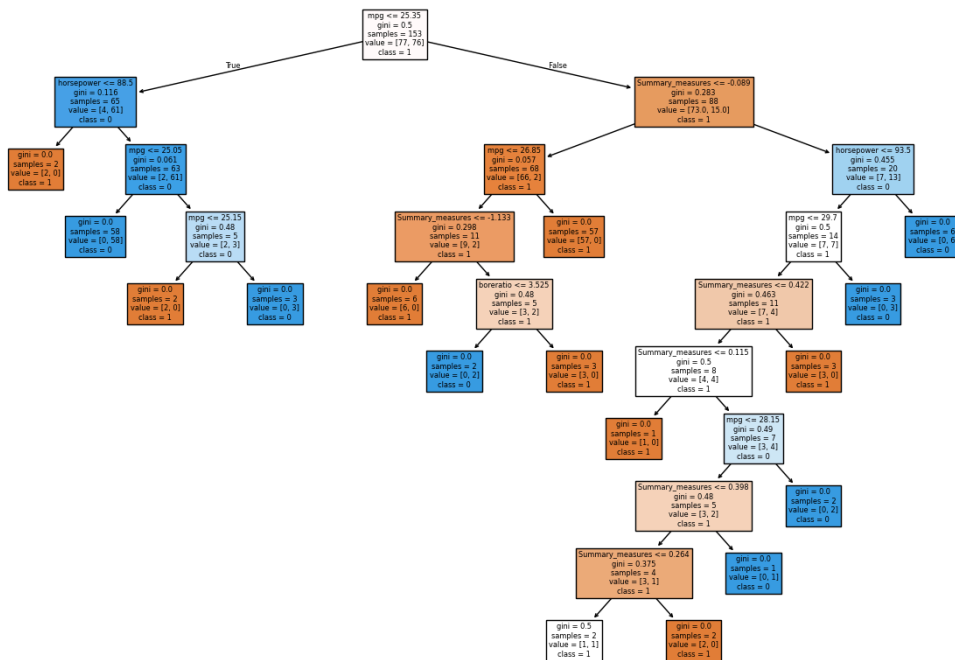 mpg <= 25.35
gini = 0.5
samples = 153
value = [77, 76]
class = 1
True
False
horsepower <= 88.5
gini = 0.116
samples = 65
value = [4, 61]
class = 0
Summary_measures <= -0.089
gini = 0.283
samples = 88
value = [73.0, 15.0]
class = 1
gini = 0.0
samples = 2
value = [2, 0]
class = 1
mpg <= 25.05
gini = 0.061
samples = 63
value = [2, 61]
class = 0
mpg <= 26.85
gini = 0.057
samples = 68
value = [66, 2]
class = 1
horsepower <= 93.5
gini = 0.455
samples = 20
value = [7, 13]
class = 0
gini = 0.0
samples = 58
value = [0, 58]
class = 0
mpg <= 25.15
gini = 0.48
samples = 5
value = [2, 3]
class = 0
Summary_measures <= -1.133
gini = 0.298
samples = 11
value = [9, 2]
class = 1
gini = 0.0
samples = 57
value = [57, 0]
class = 1
mpg <= 29.7
gini = 0.5
samples = 14
value = [7, 7]
class = 1
gini = 0.0
samples = 6
value = [0, 6]
class = 0
gini = 0.0
samples = 2
value = [2, 0]
class = 1
gini = 0.0
samples = 3
value = [0, 3]
class = 0
gini = 0.0
samples = 6
value = [6, 0]
class = 1
boreratio <= 3.525
gini = 0.48
samples = 5
value = [3, 2]
class = 1
Summary_measures <= 0.422
gini = 0.463
samples = 11
value = [7, 4]
class = 1
gini = 0.0
samples = 3
value = [0, 3]
class = 0
gini = 0.0
samples = 2
value = [0, 2]
class = 0
gini = 0.0
samples = 3
value = [3, 0]
class = 1
Summary_measures <= 0.115
gini = 0.5
samples = 8
value = [4, 4]
class = 1
gini = 0.0
samples = 3
value = [3, 0]
class = 1
gini = 0.0
samples = 1
value = [1, 0]
class = 1
mpg <= 28.15
gini = 0.49
samples = 7
value = [3, 4]
class = 0
Summary_measures <= 0.398
gini = 0.48
samples = 5
value = [3, 2]
class = 1
gini = 0.0
samples = 2
value = [0, 2]
class = 0
Summary_measures <= 0.264
gini = 0.375
samples = 4
value = [3, 1]
class = 1
gini = 0.0
samples = 1
value = [0, 1]
class = 0
gini = 0.5
samples = 2
value = [1, 1]
class = 1
gini = 0.0
samples = 2
value = [2, 0]
class = 1